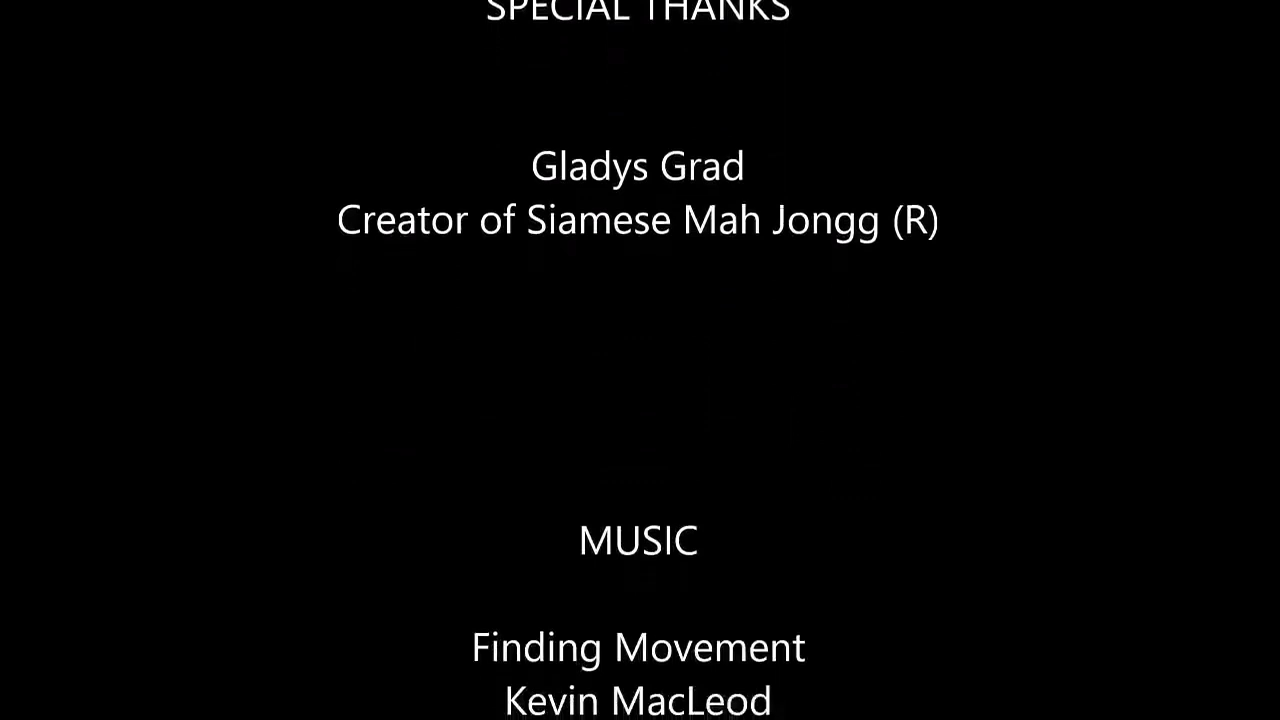 SPECIAL THANKS
Gladys Grad
Creator of Siamese Mah Jongg (R)
MUSIC
Finding Movement
Kevin MacLeod